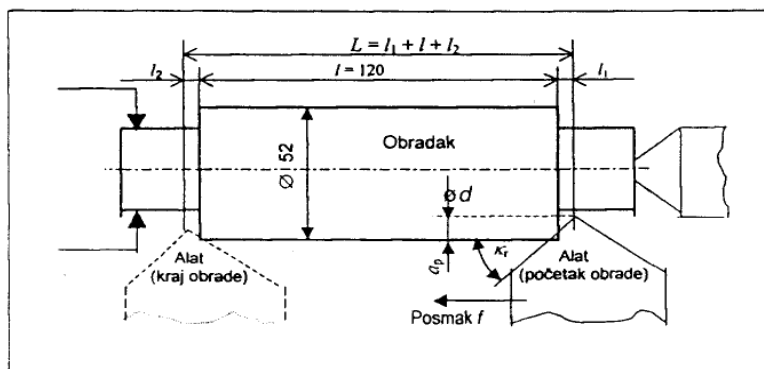 L = l₁ + l + l₂
l₂
l = 120
l₁
Ø 52
Obradak
ød
aₚ
κᵣ
Alat
(kraj obrade)
Alat
(početak obrade)
Posmak f